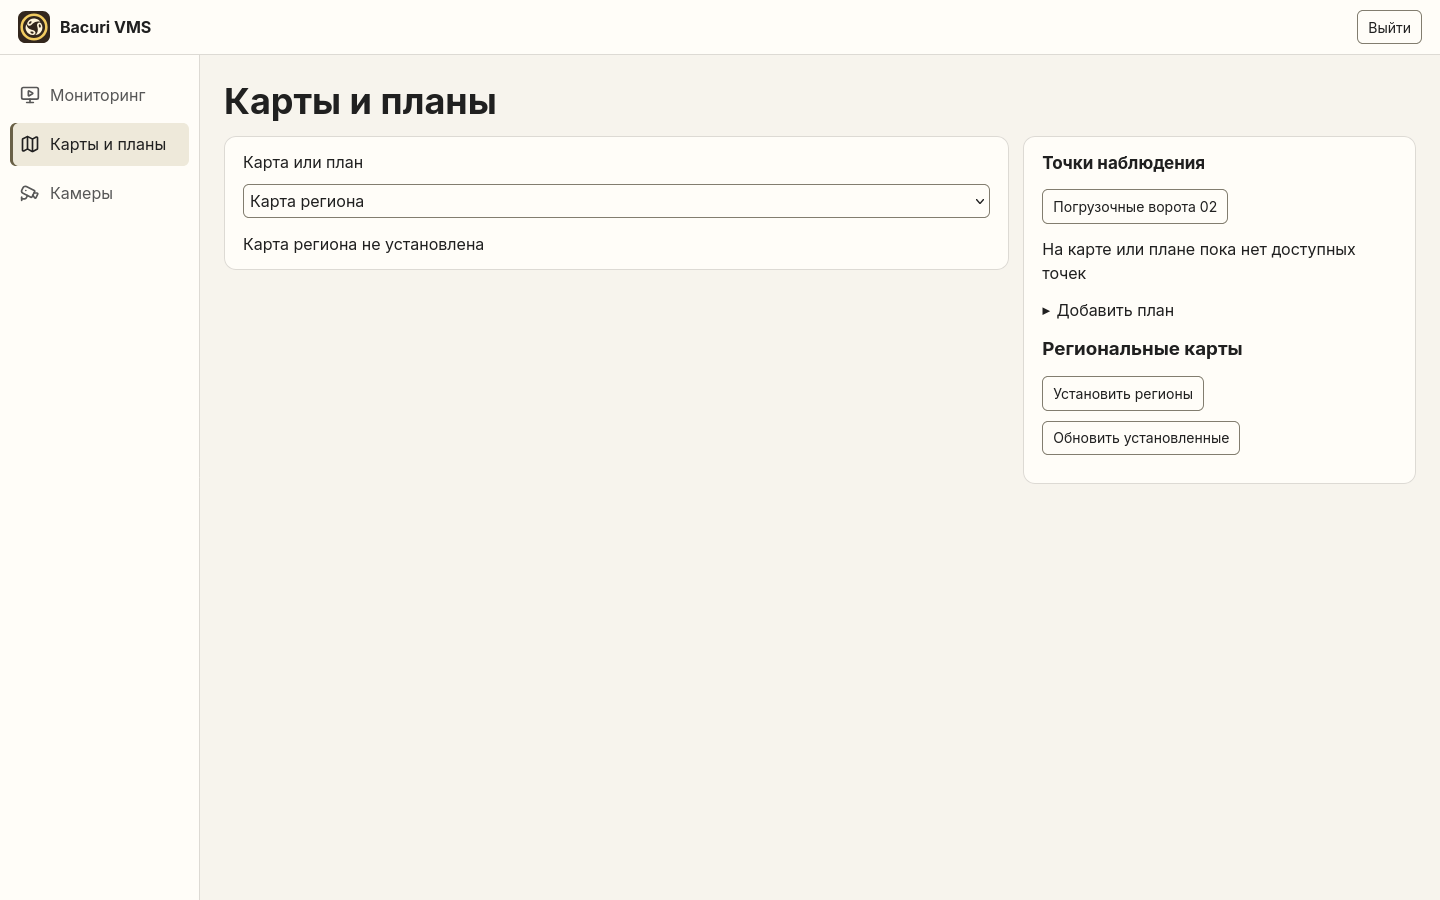 Bacuri VMS
Выйти
Мониторинг
Карты и планы
Камеры
Карты и планы
Карта или план
Карта региона
Карта региона не установлена
Точки наблюдения
Погрузочные ворота 02
На карте или плане пока нет доступных
точек
Добавить план
Региональные карты
Установить регионы
Обновить установленные